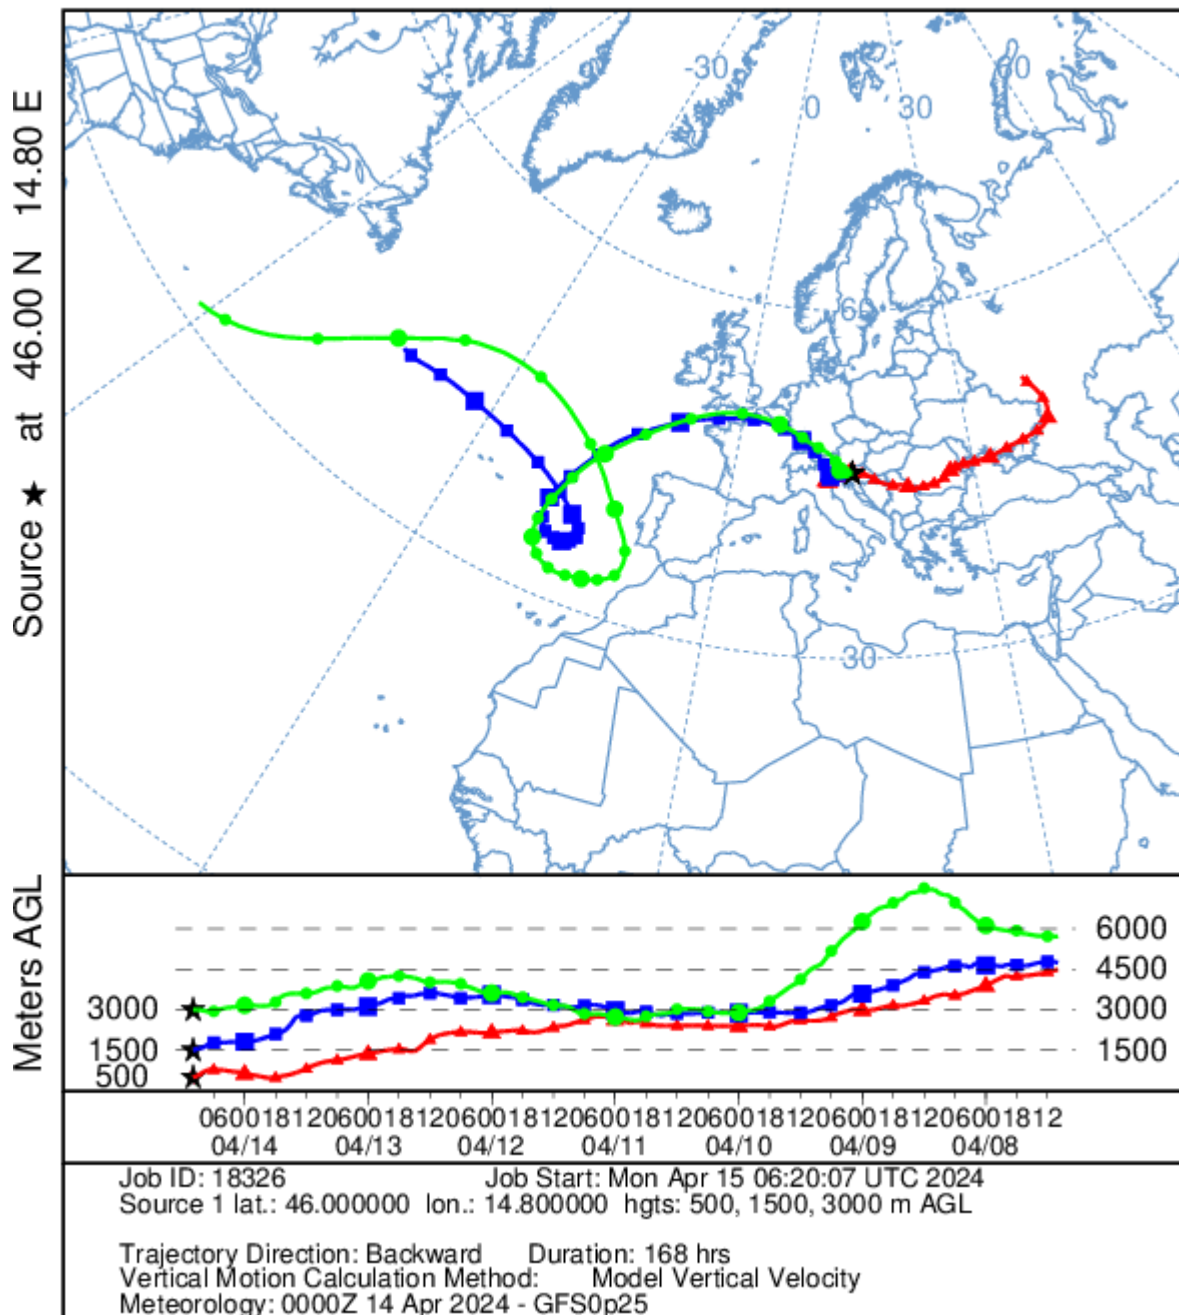 Source ★ at 46.00 N 14.80 E
-30
0
30
60
60
30
Meters AGL
6000
4500
3000
3000
1500
1500
500
06001812060018120600181206001812060018120600181206001812
04/14 04/13 04/12 04/11 04/10 04/09 04/08
Job ID: 18326 Job Start: Mon Apr 15 06:20:07 UTC 2024
Source 1 lat.: 46.000000 lon.: 14.800000 hgts: 500, 1500, 3000 m AGL
Trajectory Direction: Backward Duration: 168 hrs
Vertical Motion Calculation Method: Model Vertical Velocity
Meteorology: 0000Z 14 Apr 2024 - GFS0p25